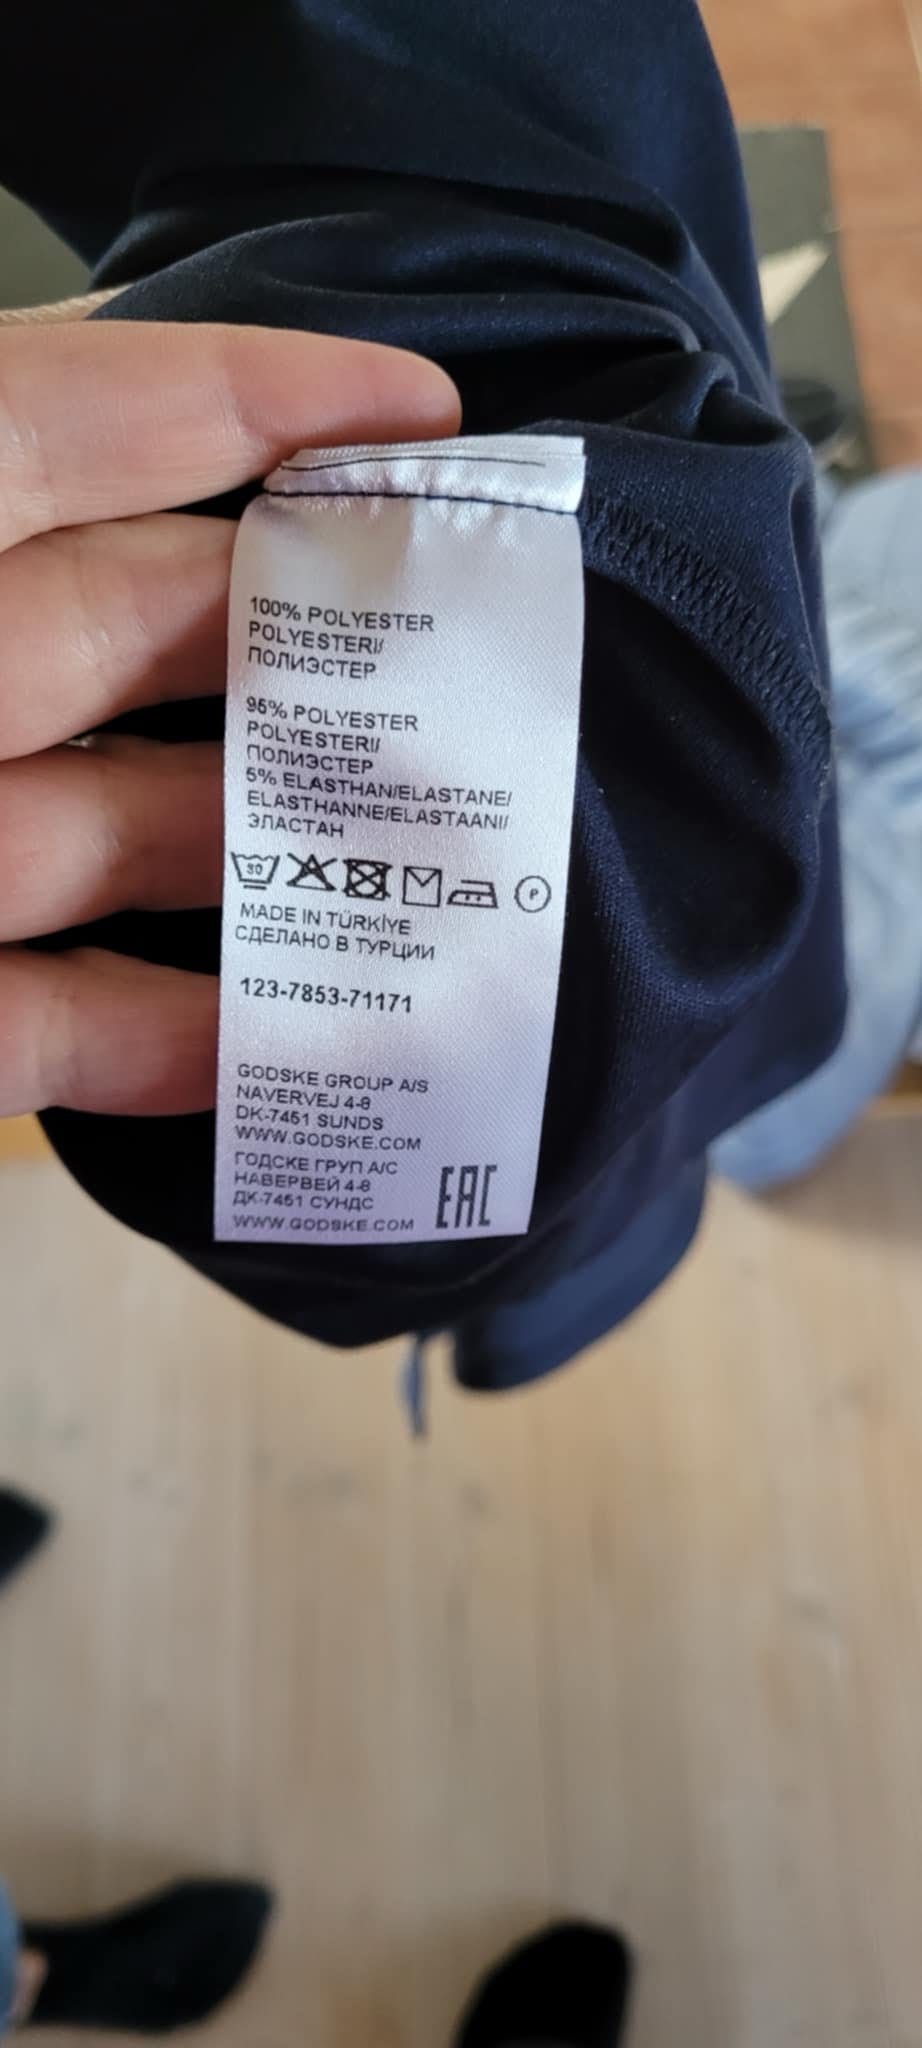 100% POLYESTER
POLYESTERI/
ПОЛИЭСТЕР
95% POLYESTER
POLYESTERI/
ПОЛИЭСТЕР
5% ELASTHAN/ELASTANE/
ELASTHANNE/ELASTAANI/
ЭЛАСТАН
30
P
MADE IN TÜRKİYE
СДЕЛАНО В ТУРЦИИ
123-7853-71171
GODSKE GROUP A/S
NAVERVEJ 4-8
DK-7451 SUNDS
WWW.GODSKE.COM
ГОДСКЕ ГРУП А/С
НАВЕРВЕЙ 4-8
ДК-7451 СУНДС
WWW.GODSKE.COM
EAC